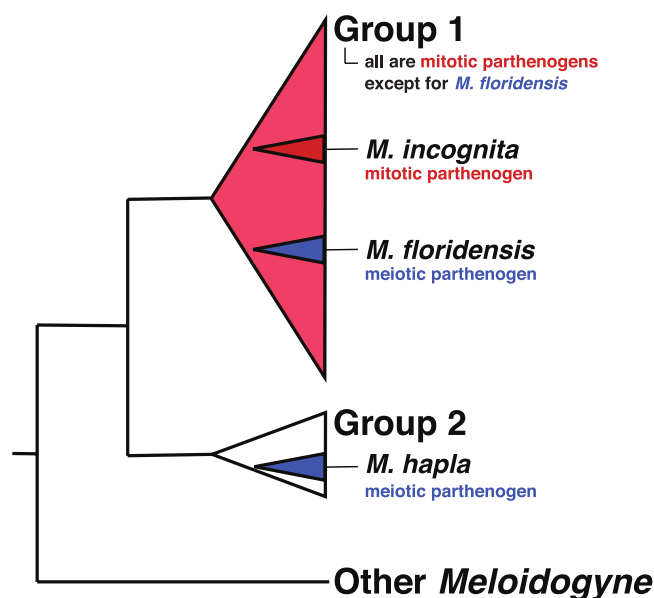 Group 1
all are mitotic parthenogens
except for M. floridensis
M. incognita
mitotic parthenogen
M. floridensis
meiotic parthenogen
Group 2
M. hapla
meiotic parthenogen
Other Meloidogyne